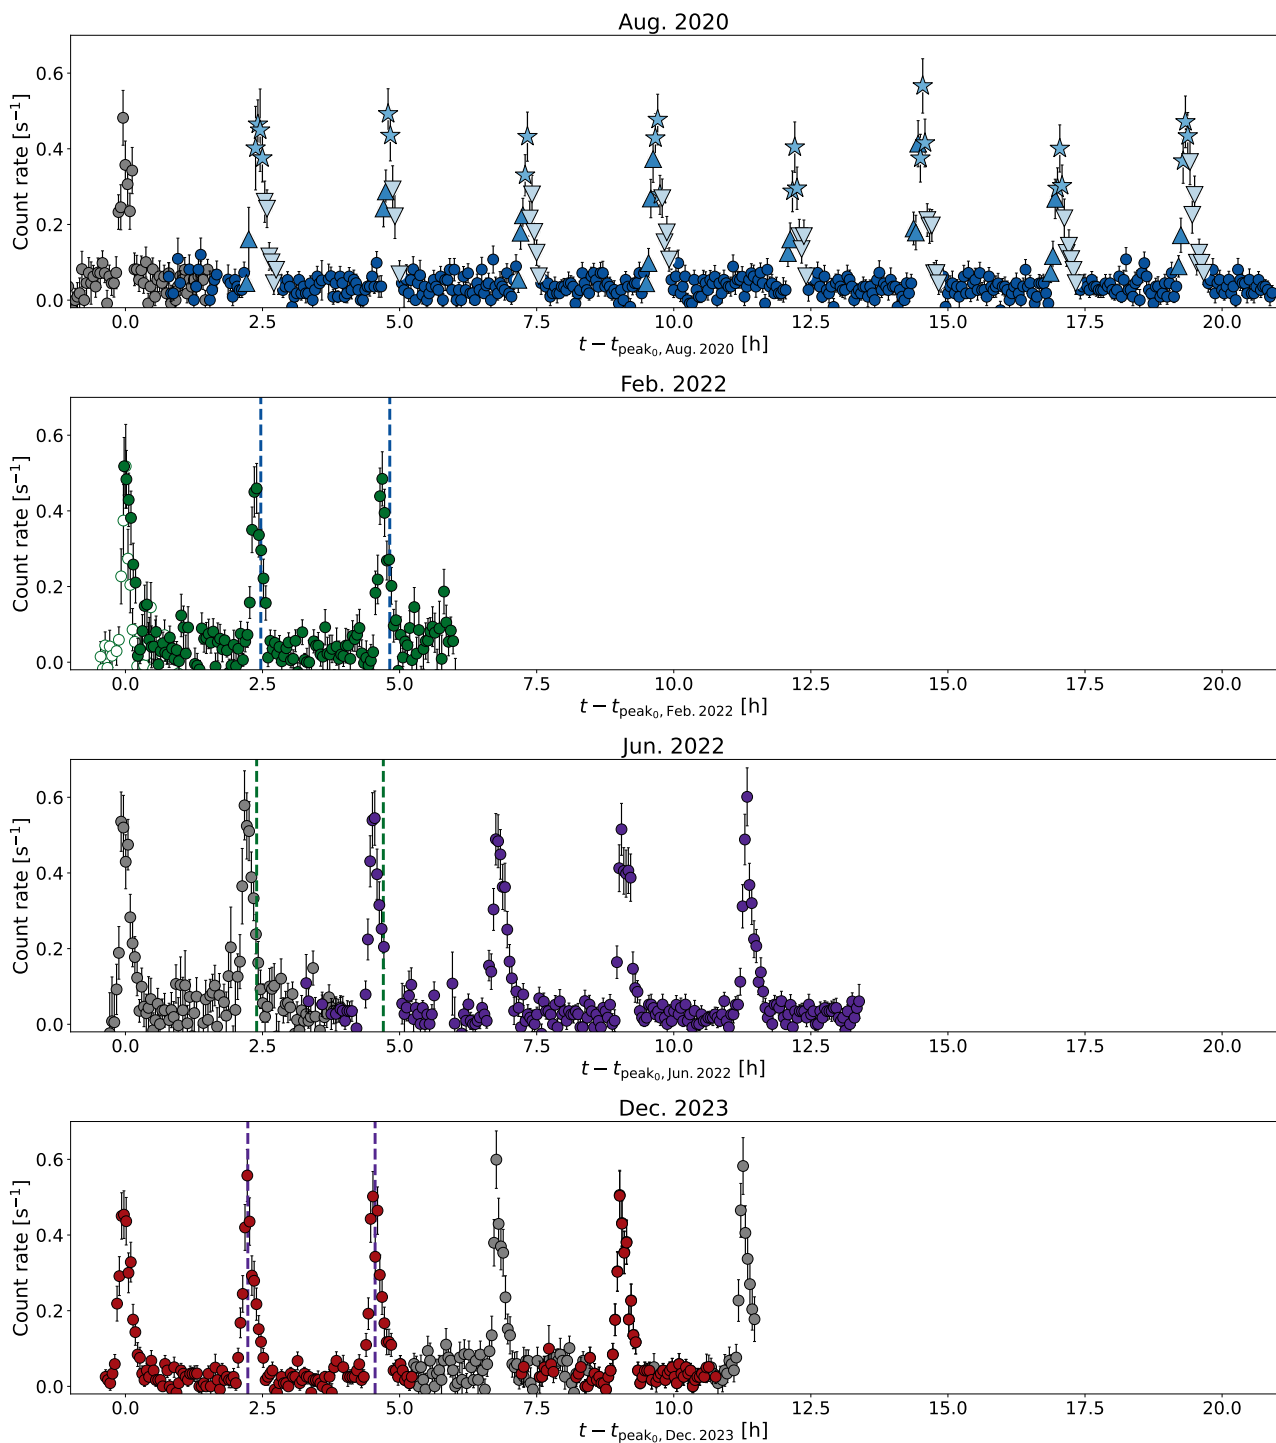 Aug. 2020
Count rate [s⁻¹]
0.6
0.4
0.2
0.0
0.0 2.5 5.0 7.5 10.0 12.5 15.0 17.5 20.0
t − t_peak₀, Aug. 2020 [h]
Feb. 2022
Count rate [s⁻¹]
0.6
0.4
0.2
0.0
0.0 2.5 5.0 7.5 10.0 12.5 15.0 17.5 20.0
t − t_peak₀, Feb. 2022 [h]
Jun. 2022
Count rate [s⁻¹]
0.6
0.4
0.2
0.0
0.0 2.5 5.0 7.5 10.0 12.5 15.0 17.5 20.0
t − t_peak₀, Jun. 2022 [h]
Dec. 2023
Count rate [s⁻¹]
0.6
0.4
0.2
0.0
0.0 2.5 5.0 7.5 10.0 12.5 15.0 17.5 20.0
t − t_peak₀, Dec. 2023 [h]